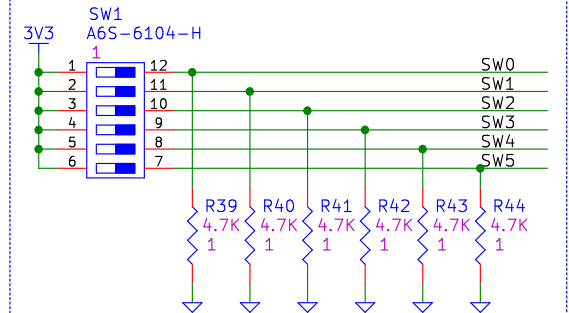 SW1
3V3 A6S-6104-H
1
1 12 SW0
2 11 SW1
3 10 SW2
4 9 SW3
5 8 SW4
6 7 SW5
R39 R40 R41 R42 R43 R44
4.7K 4.7K 4.7K 4.7K 4.7K 4.7K
1 1 1 1 1 1